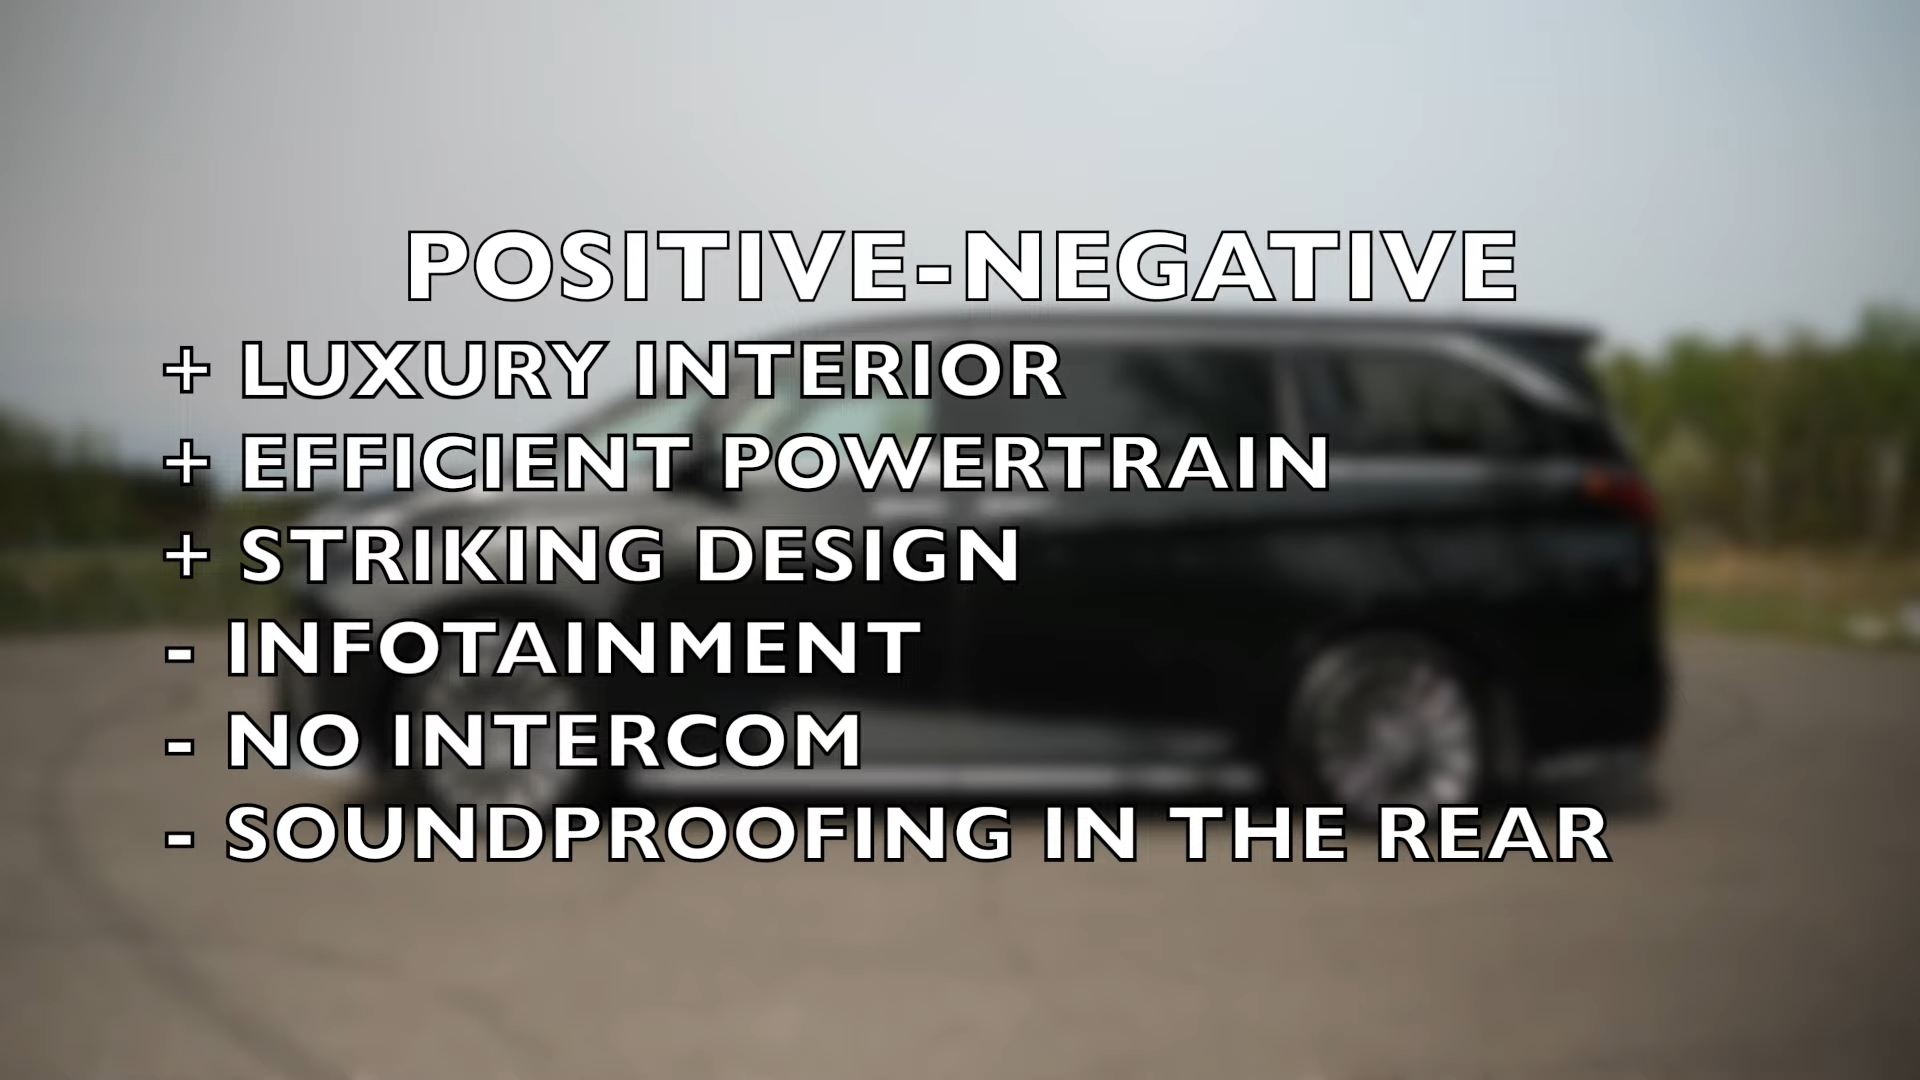 POSITIVE-NEGATIVE
+ LUXURY INTERIOR
+ EFFICIENT POWERTRAIN
+ STRIKING DESIGN
- INFOTAINMENT
- NO INTERCOM
- SOUNDPROOFING IN THE REAR